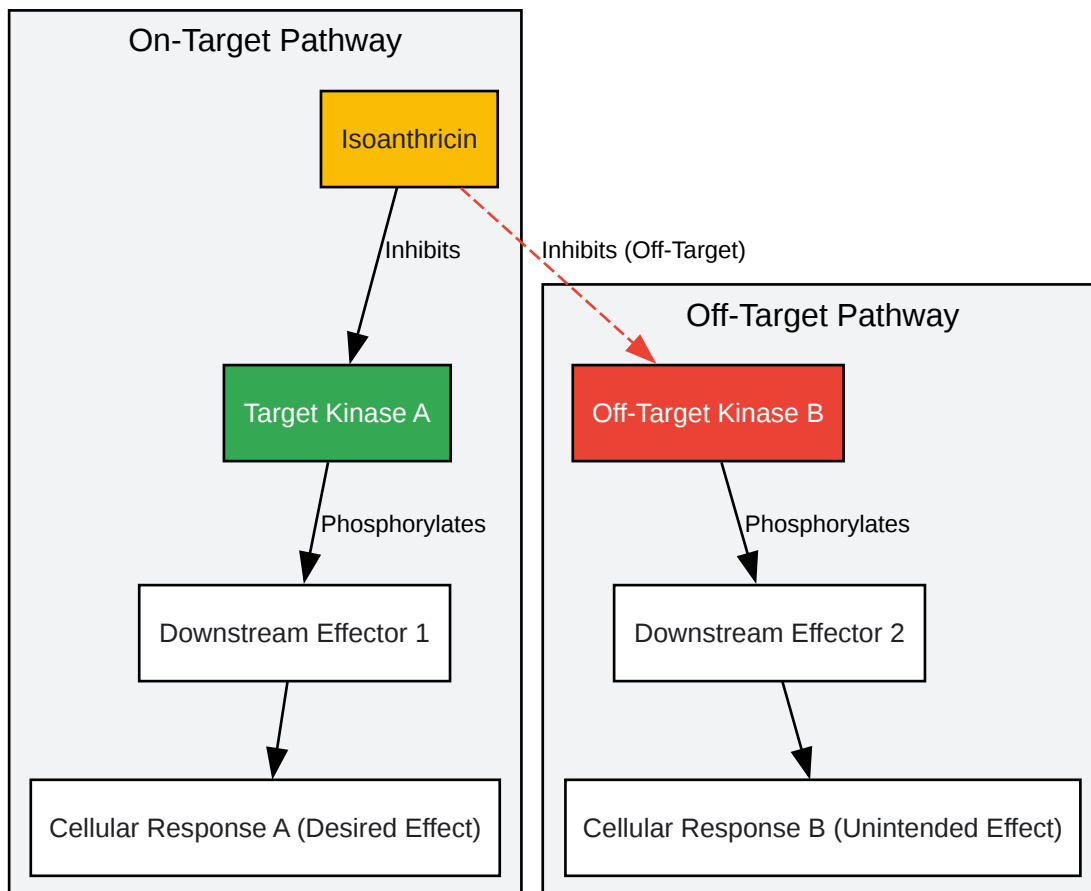 On-Target Pathway
Isoanthricin
Inhibits
Inhibits (Off-Target)
Off-Target Pathway
Target Kinase A
Off-Target Kinase B
Phosphorylates
Phosphorylates
Downstream Effector 1
Downstream Effector 2
Cellular Response A (Desired Effect)
Cellular Response B (Unintended Effect)